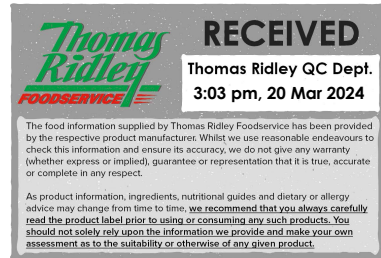 Thomas
Ridley
FOODSERVICE
RECEIVED
Thomas Ridley QC Dept.
3:03 pm, 20 Mar 2024
The food information supplied by Thomas Ridley Foodservice has been provided
by the respective product manufacturer. Whilst we use reasonable endeavours to
check this information and ensure its accuracy, we do not give any warranty
(whether express or implied), guarantee or representation that it is true, accurate
or complete in any respect.
As product information, ingredients, nutritional guides and dietary or allergy
advice may change from time to time, we recommend that you always carefully
read the product label prior to using or consuming any such products. You
should not solely rely upon the information we provide and make your own
assessment as to the suitability or otherwise of any given product.